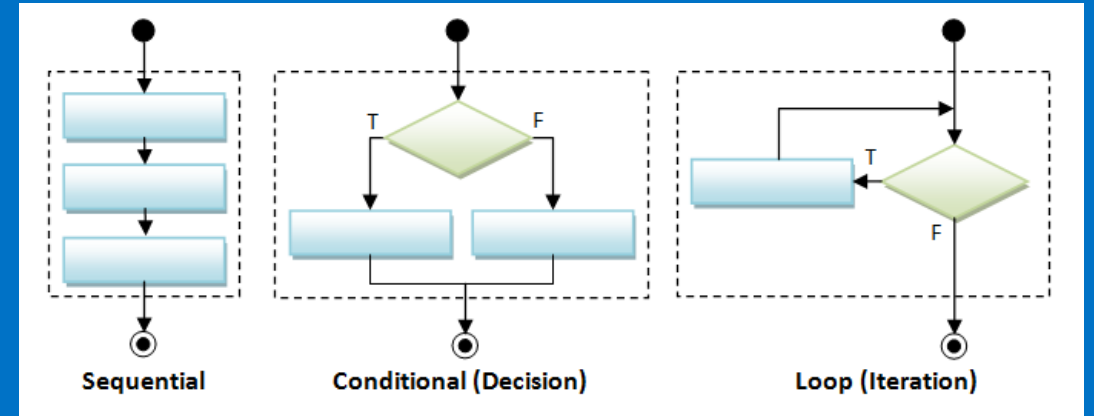 T
F
T
F
Sequential
Conditional (Decision)
Loop (Iteration)